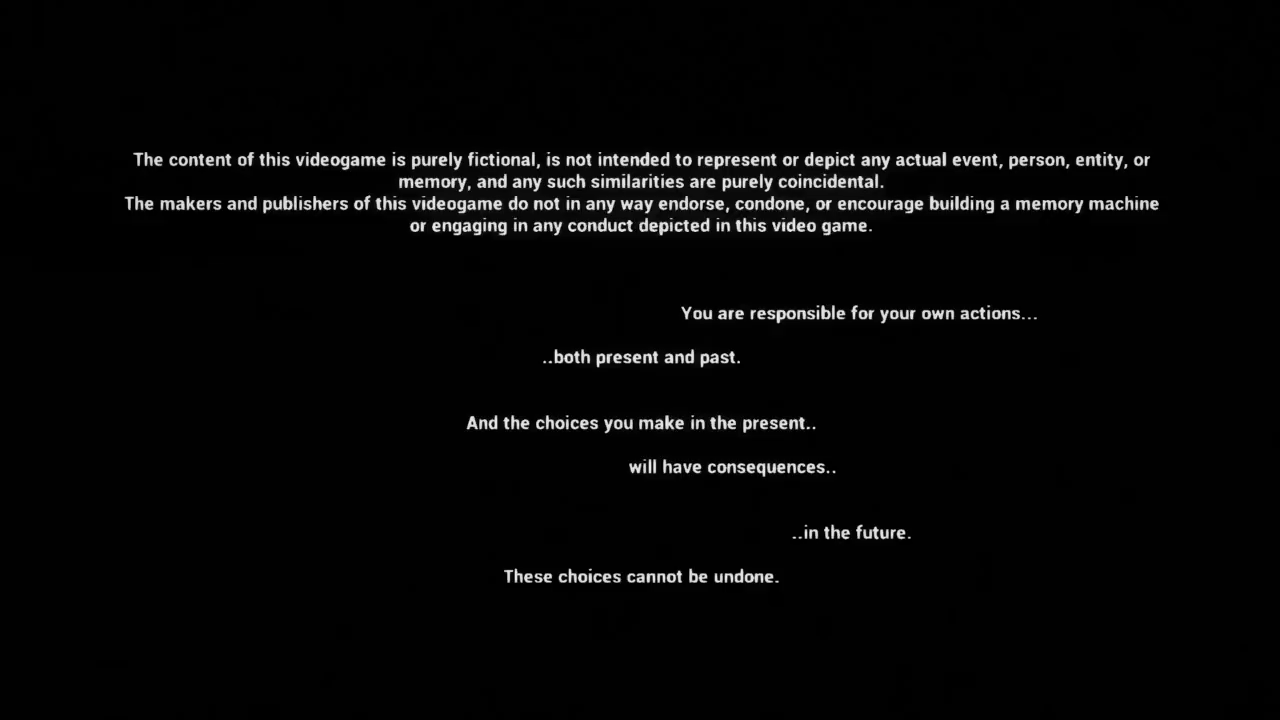 The content of this videogame is purely fictional, is not intended to represent or depict any actual event, person, entity, or
memory, and any such similarities are purely coincidental.
The makers and publishers of this videogame do not in any way endorse, condone, or encourage building a memory machine
or engaging in any conduct depicted in this video game.
You are responsible for your own actions...
..both present and past.
And the choices you make in the present..
will have consequences..
..in the future.
These choices cannot be undone.